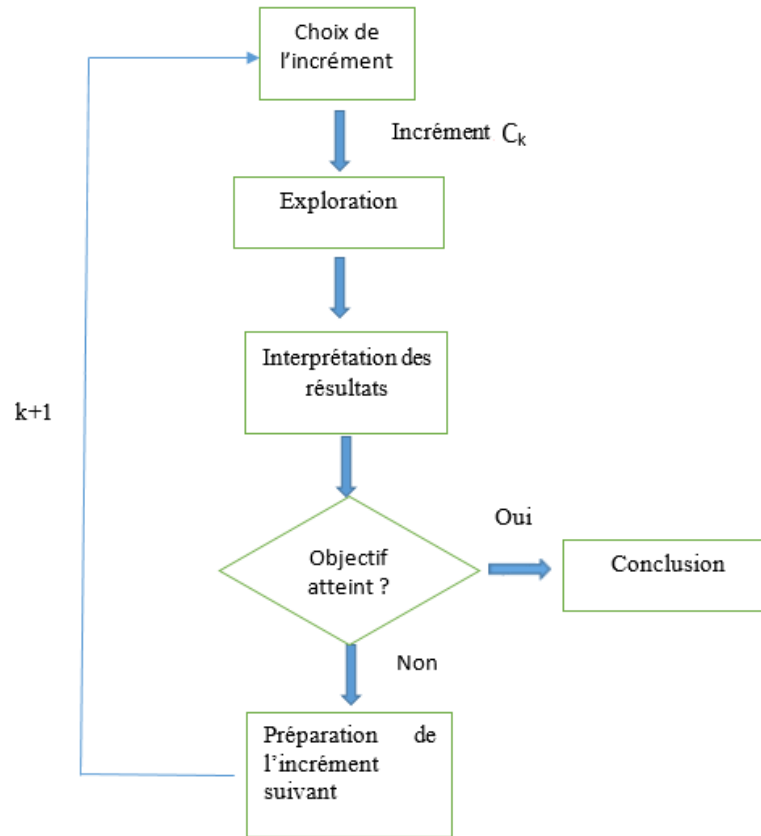 Choix de
l'incrément
Incrément Ck
Exploration
Interprétation des
résultats
k+1
Oui
Objectif
atteint ?
Conclusion
Non
Préparation de
l'incrément
suivant